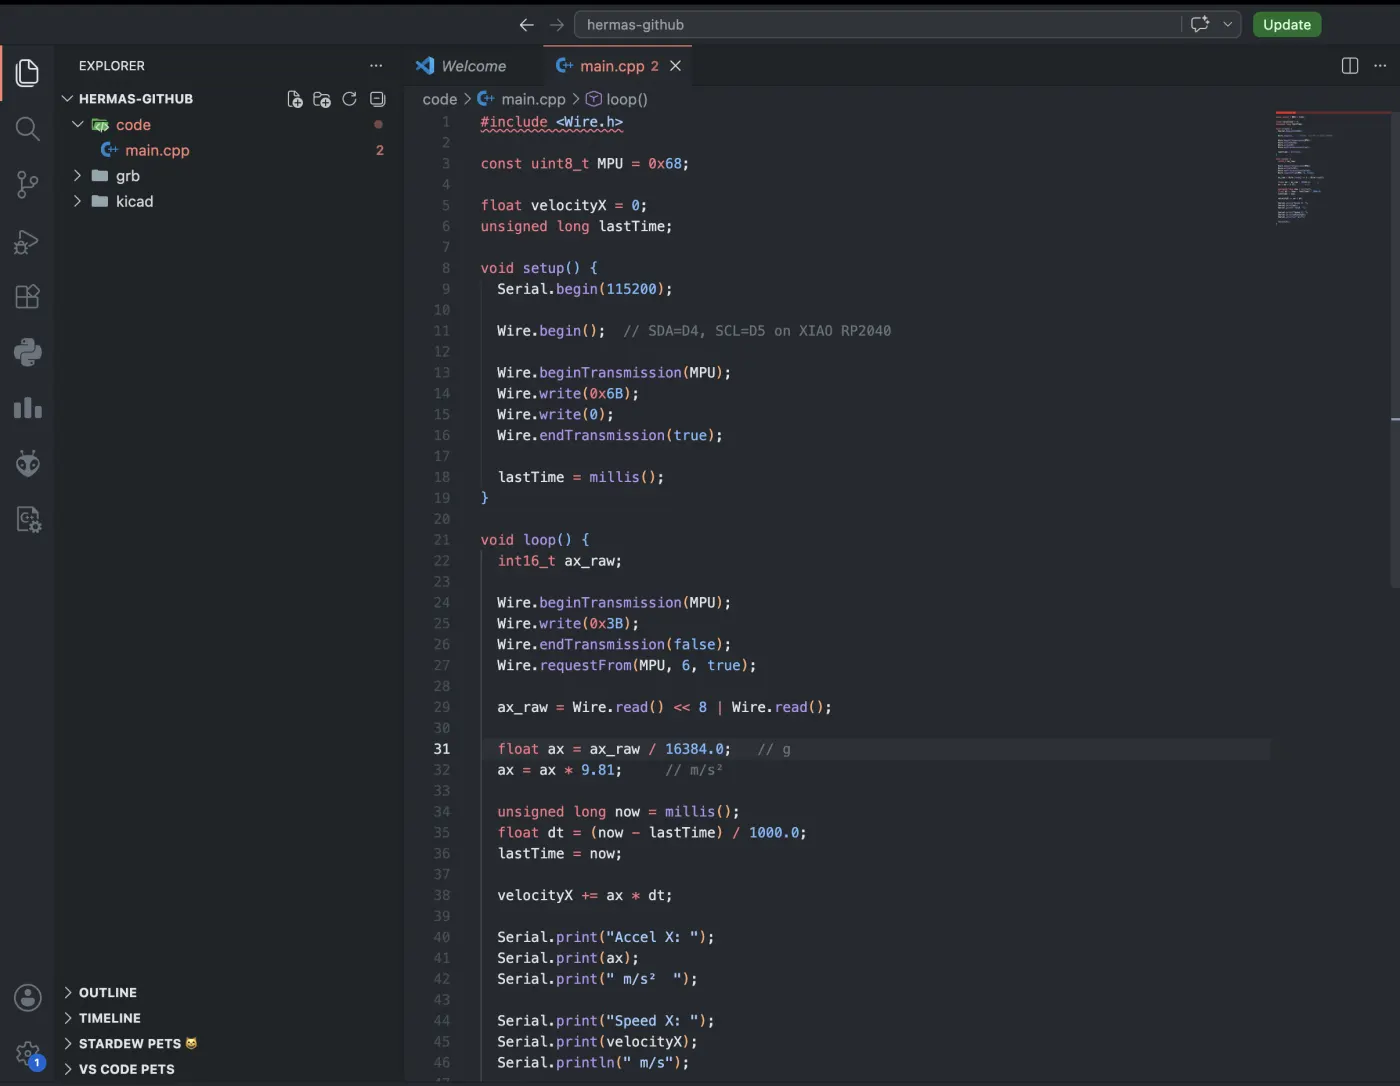 hermas-github
Update
EXPLORER
HERMAS-GITHUB
code
main.cpp 2
grb
kicad
OUTLINE
TIMELINE
STARDEW PETS 😺
VS CODE PETS
1
Welcome
main.cpp 2
code > main.cpp > loop()
1 #include <Wire.h>
2
3 const uint8_t MPU = 0x68;
4
5 float velocityX = 0;
6 unsigned long lastTime;
7
8 void setup() {
9 Serial.begin(115200);
10
11 Wire.begin();  // SDA=D4, SCL=D5 on XIAO RP2040
12
13 Wire.beginTransmission(MPU);
14 Wire.write(0x6B);
15 Wire.write(0);
16 Wire.endTransmission(true);
17
18 lastTime = millis();
19 }
20
21 void loop() {
22 int16_t ax_raw;
23
24 Wire.beginTransmission(MPU);
25 Wire.write(0x3B);
26 Wire.endTransmission(false);
27 Wire.requestFrom(MPU, 6, true);
28
29 ax_raw = Wire.read() << 8 | Wire.read();
30
31 float ax = ax_raw / 16384.0;   // g
32 ax = ax * 9.81;     // m/s²
33
34 unsigned long now = millis();
35 float dt = (now - lastTime) / 1000.0;
36 lastTime = now;
37
38 velocityX += ax * dt;
39
40 Serial.print("Accel X: ");
41 Serial.print(ax);
42 Serial.print(" m/s²  ");
43
44 Serial.print("Speed X: ");
45 Serial.print(velocityX);
46 Serial.println(" m/s");